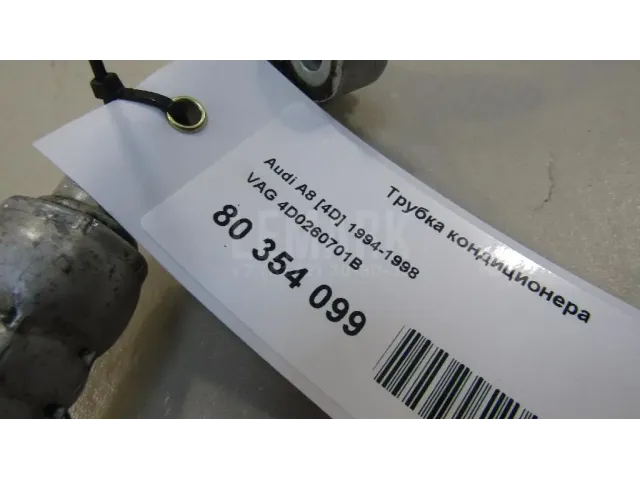 Трубка кондиционера
Audi A8 [4D] 1994-1998
VAG 4D0260701B
80 354 099